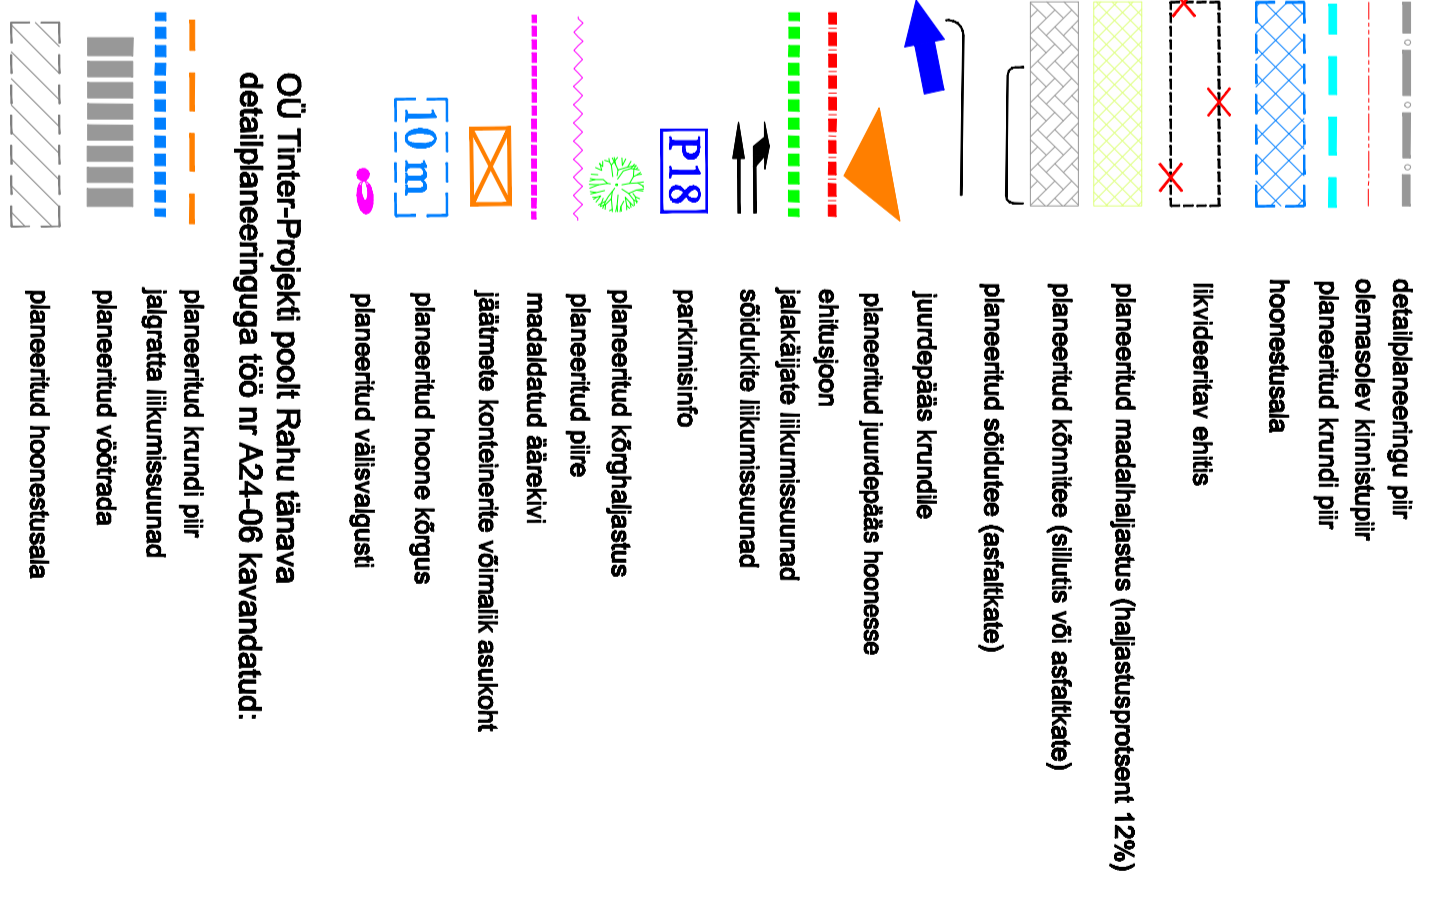 detailplaneeringu piir
olemasolev kinnistupiir
planeeritud krundi piir
hoonestusala
likvideeritav ehitis
planeeritud madalhaljastus (haljastusprotsent 12%)
planeeritud kõnnitee (sillutis või asfaltkate)
planeeritud sõidutee (asfaltkate)
juurdepääs krundile
planeeritud juurdepääs hoonesse
ehitusjoon
jalakäijate liikumissuunad
sõidukite liikumissuunad
P18 parkimisinfo
planeeritud kõrghaljastus
planeeritud piire
madaldatud äärekivi
jäätmete konteinerite võimalik asukoht
10 m planeeritud hoone kõrgus
planeeritud välisvalgusti
OÜ Tinter-Projekti poolt Rahu tänava
detailplaneeringuga töö nr A24-06 kavandatud:
planeeritud krundi piir
jalgratta liikumissuunad
planeeritud vöötrada
planeeritud hoonestusala